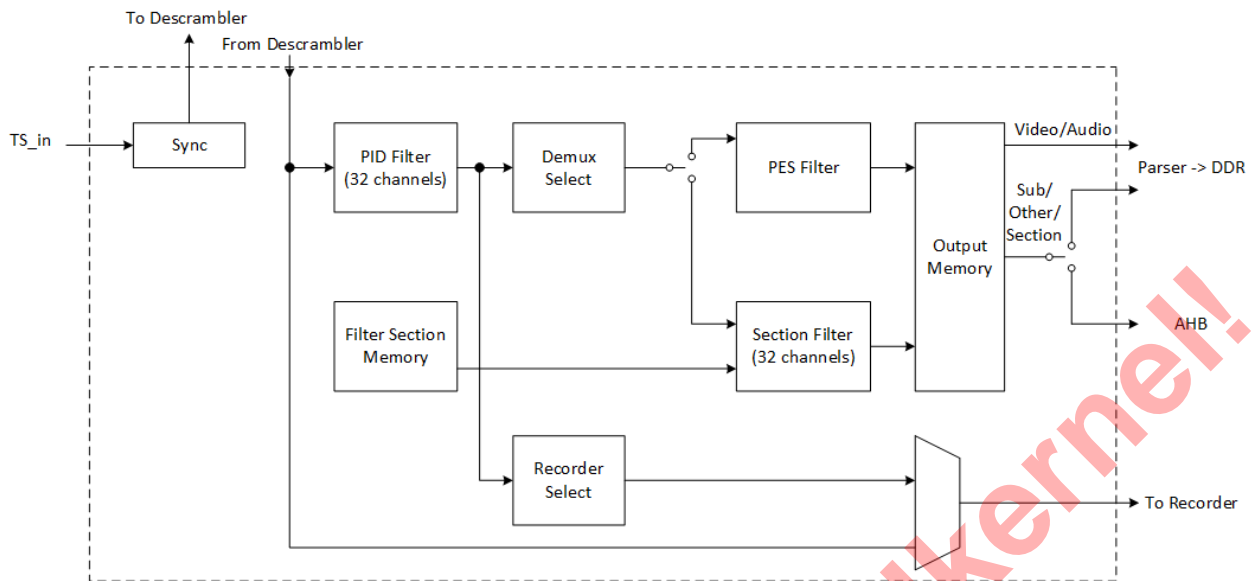 To Descrambler
From Descrambler
TS_in
Sync
PID Filter
(32 channels)
Demux
Select
PES Filter
Video/Audio
Parser -> DDR
Sub/
Other/
Section
Output
Memory
Filter Section
Memory
Section Filter
(32 channels)
AHB
Recorder
Select
To Recorder
kernel!